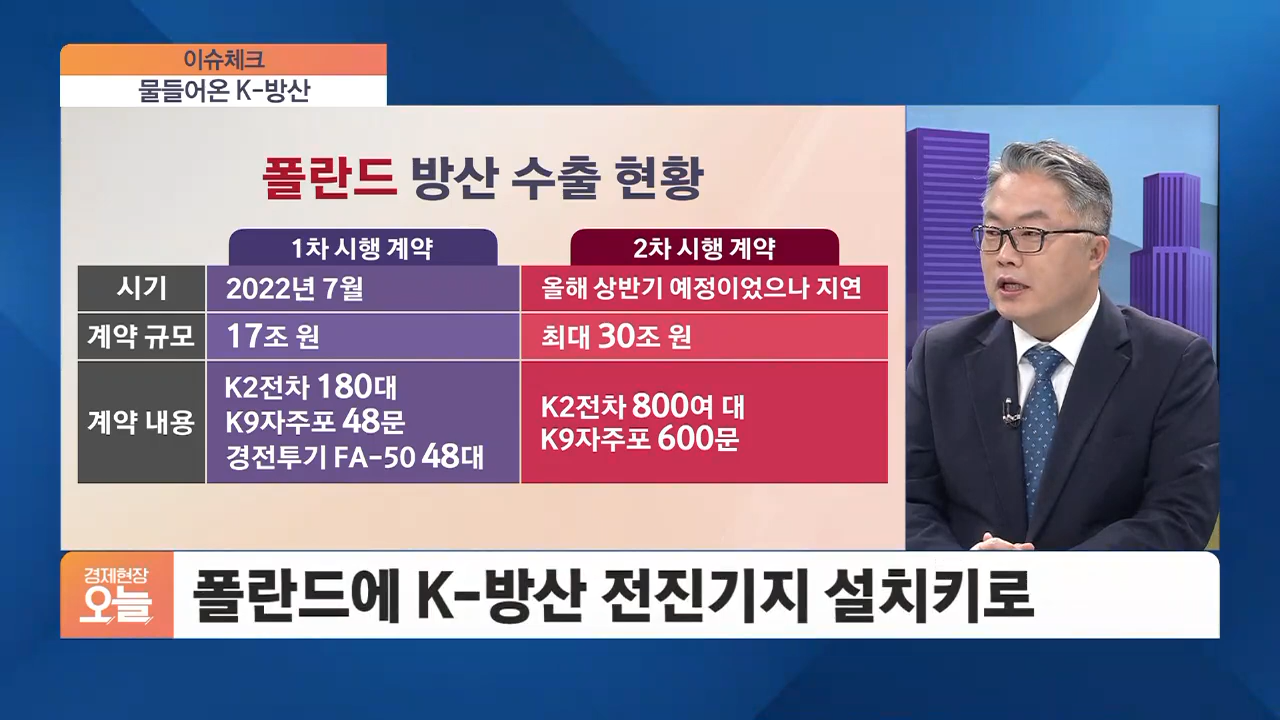 이슈체크
물들어온 K-방산
폴란드 방산 수출 현황
1차 시행 계약 2차 시행 계약
시기 2022년 7월 올해 상반기 예정이었으나 지연
계약 규모 17조 원 최대 30조 원
계약 내용
K2전차 180대
K9자주포 48문
경전투기 FA-50 48대
K2전차 800여 대
K9자주포 600문
경제현장
오늘
폴란드에 K-방산 전진기지 설치키로